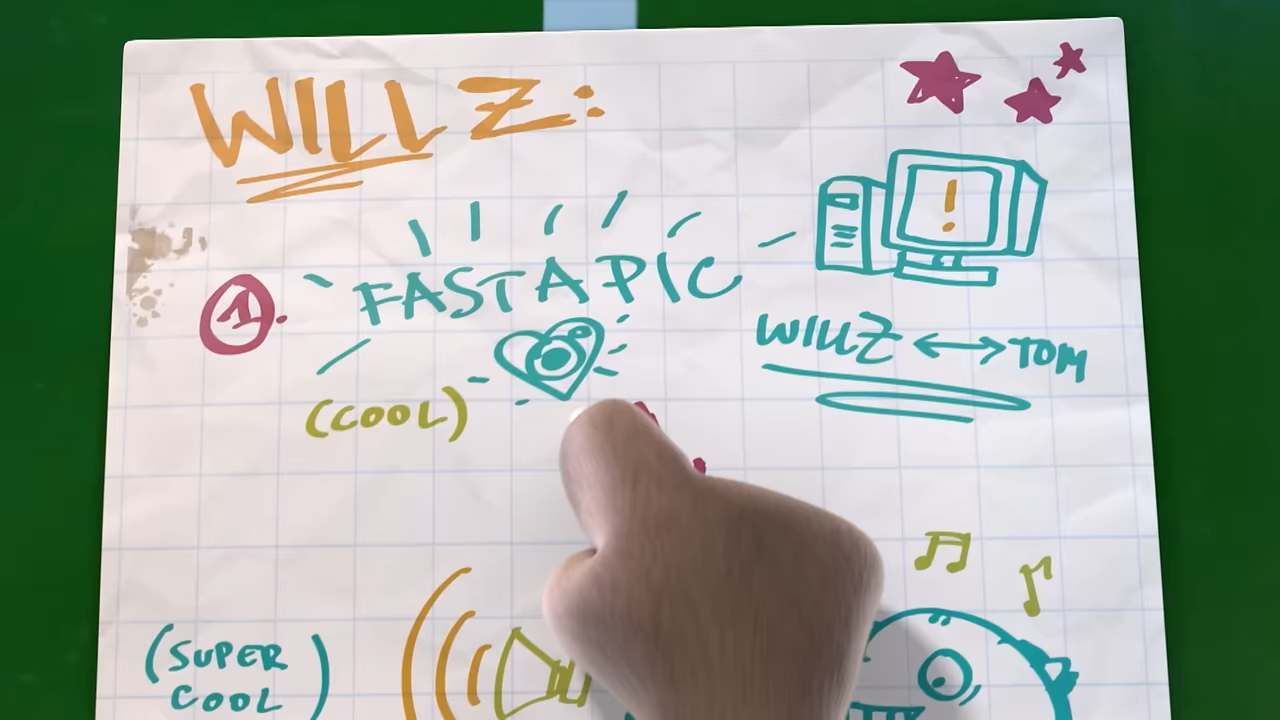 WILLZ:
1. FASTAPIC
!
WILLZ ↔ TOM
(COOL)
(SUPER
COOL)